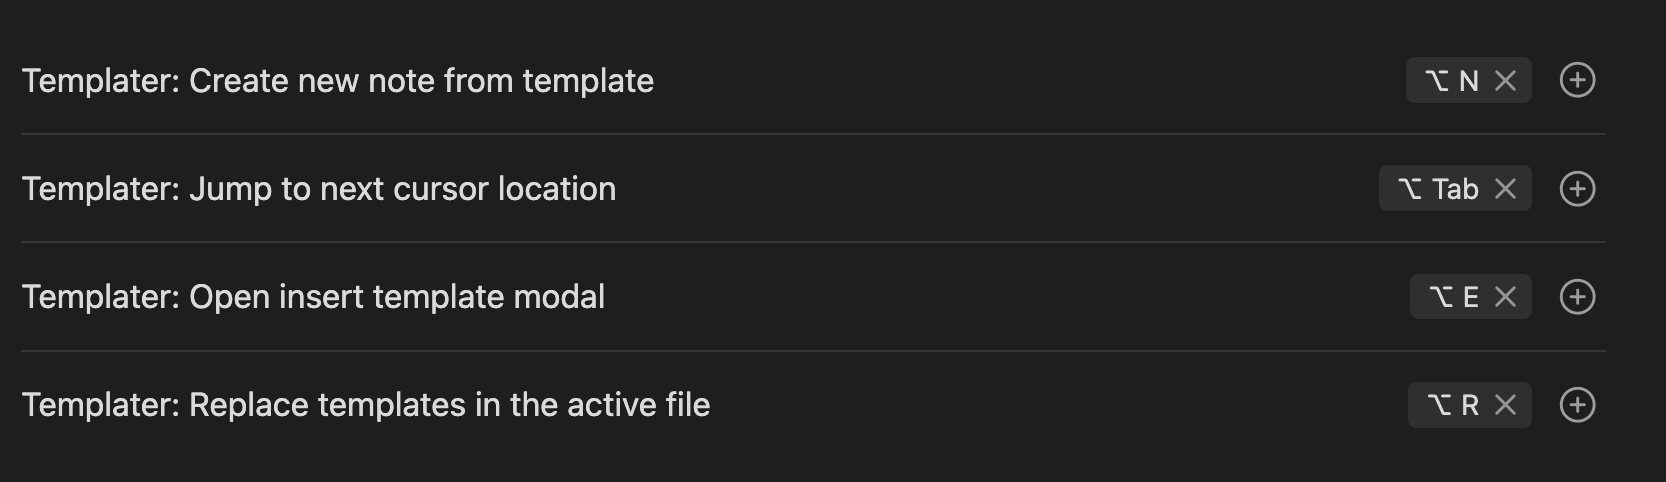 Templater: Create new note from template ⌥ N
Templater: Jump to next cursor location ⌥ Tab
Templater: Open insert template modal ⌥ E
Templater: Replace templates in the active file ⌥ R